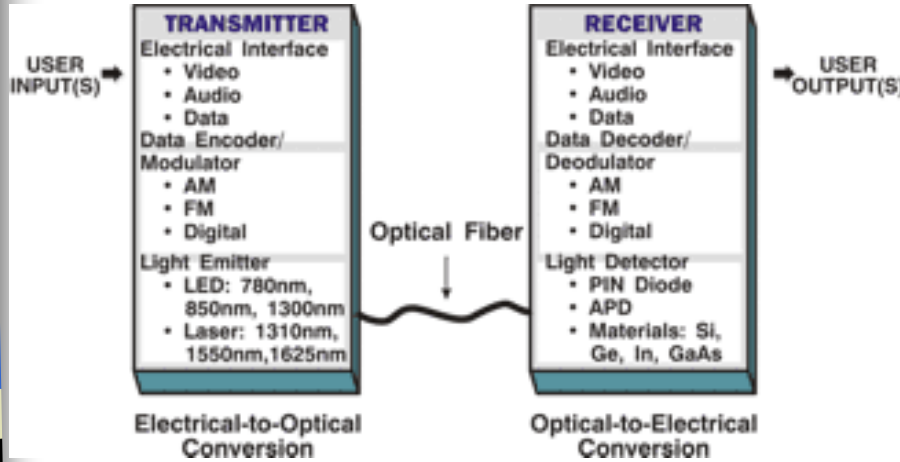 USER
INPUT(S)
TRANSMITTER
Electrical Interface
• Video
• Audio
• Data
Data Encoder/
Modulator
• AM
• FM
• Digital
Light Emitter
• LED: 780nm,
850nm, 1300nm
• Laser: 1310nm,
1550nm,1625nm
Electrical-to-Optical
Conversion
Optical Fiber
RECEIVER
Electrical Interface
• Video
• Audio
• Data
Data Decoder/
Deodulator
• AM
• FM
• Digital
Light Detector
• PIN Diode
• APD
• Materials: Si,
Ge, In, GaAs
Optical-to-Electrical
Conversion
USER
OUTPUT(S)